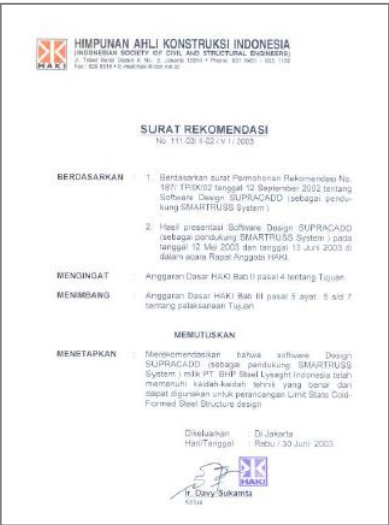 HIMPUNAN AHLI KONSTRUKSI INDONESIA
(INDONESIAN SOCIETY OF CIVIL AND STRUCTURAL ENGINEERS)
HAKI
SURAT REKOMENDASI
No. 111-03/ II-02 / V I / 2003
BERDASARKAN : 1. Berdasarkan surat Permohonan Rekomendasi No.
187/ TP/IX/02 tanggal 12 September 2002 tentang
Software Design SUPRACADD (sebagai pendu-
kung SMARTRUSS System )
2. Hasil presentasi Software Design SUPRACADD
(sebagai pendukung SMARTRUSS System ) pada
tanggal 12 Mei 2003 dan tanggal 13 Juni 2003 di
dalam acara Rapat Anggota HAKI.
MENGINGAT : Anggaran Dasar HAKI Bab II pasal 4 tentang Tujuan.
MENIMBANG : Anggaran Dasar HAKI Bab III pasal 5 ayat 5 s/d 7
tentang pelaksanaan Tujuan
MEMUTUSKAN
MENETAPKAN : Merekomendasikan bahwa software Design
SUPRACADD (sebagai pendukung SMARTRUSS
System ) milik PT. BHP Steel Lysaght Indonesia telah
memenuhi kaidah-kaidah tehnik yang benar dan
dapat digunakan untuk perancangan Limit State Cold-
Formed Steel Structure design
Dikeluarkan : Di Jakarta
Hari/Tanggal : Rabu / 30 Juni 2003
HAKI
Ir. Davy Sukamta
Ketua